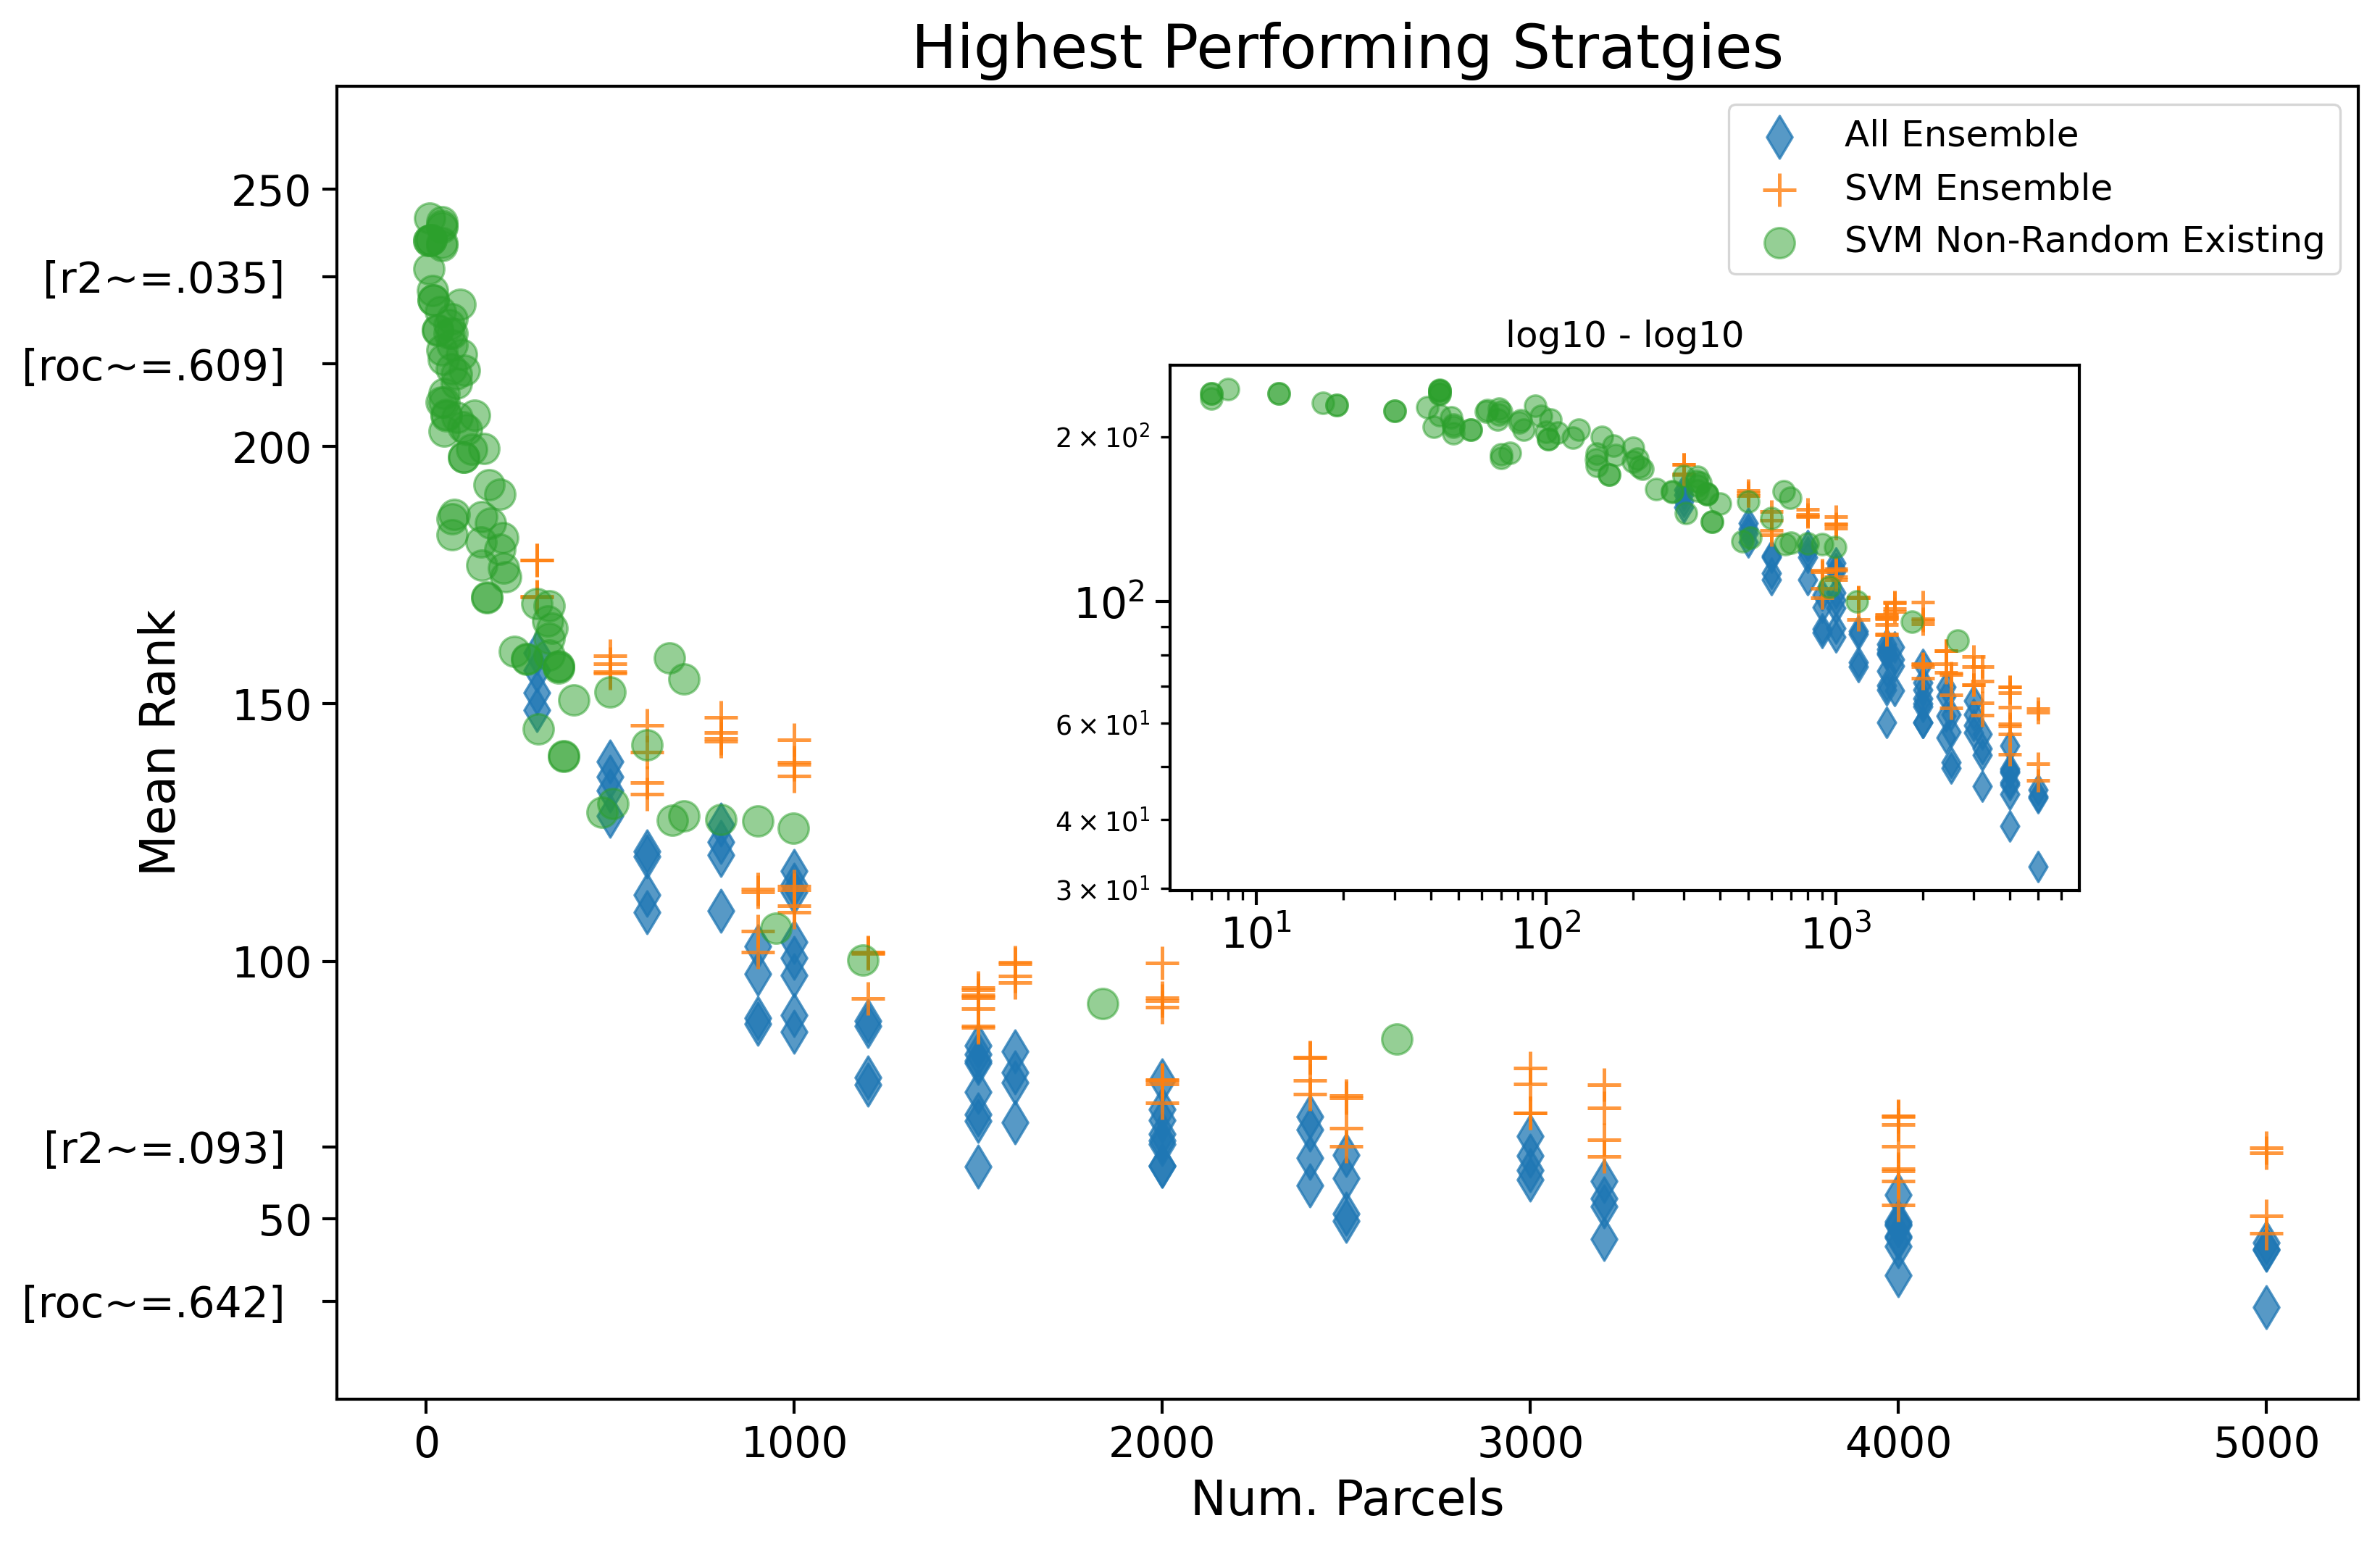 Highest Performing Stratgies
All Ensemble
SVM Ensemble
SVM Non-Random Existing
250
[r2~=.035]
[roc~=.609]
200
150
100
[r2~=.093]
50
[roc~=.642]
Mean Rank
log10 - log10
2 × 10²
10²
6 × 10¹
4 × 10¹
3 × 10¹
10¹ 10² 10³
0 1000 2000 3000 4000 5000
Num. Parcels